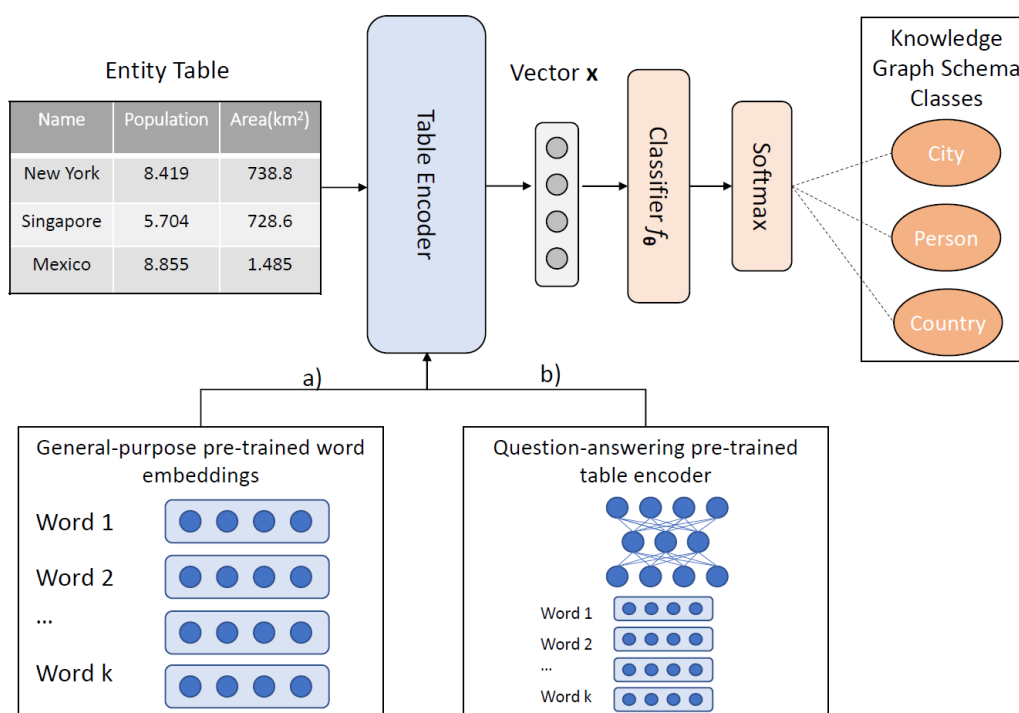 Entity Table
Name Population Area(km²)
New York 8.419 738.8
Singapore 5.704 728.6
Mexico 8.855 1.485
Table Encoder
Vector x
Classifier f_θ
Softmax
Knowledge
Graph Schema
Classes
City
Person
Country
a)
b)
General-purpose pre-trained word
embeddings
Word 1
Word 2
...
Word k
Question-answering pre-trained
table encoder
Word 1
Word 2
...
Word k